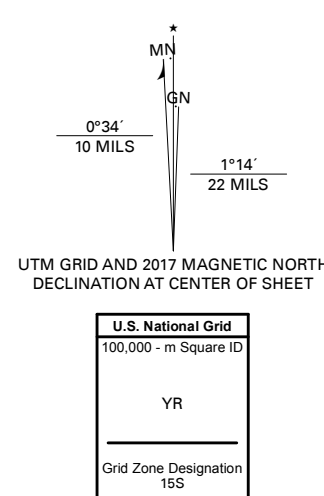 ★
MN
GN
0°34´
10 MILS
1°14´
22 MILS
UTM GRID AND 2017 MAGNETIC NORTH
DECLINATION AT CENTER OF SHEET
U.S. National Grid
100,000 - m Square ID
YR
Grid Zone Designation
15S